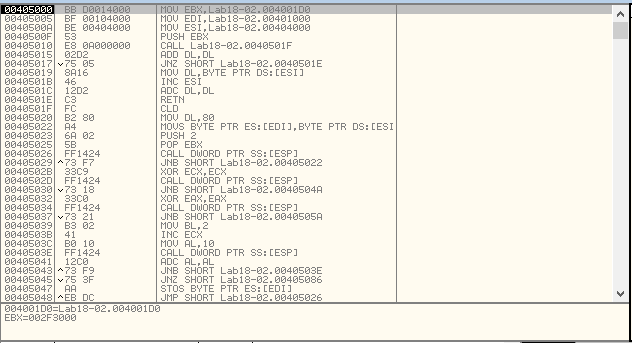 00405000 BB D0014000 MOV EBX,Lab18-02.004001D0
00405005 BF 00104000 MOV EDI,Lab18-02.00401000
0040500A BE 00404000 MOV ESI,Lab18-02.00404000
0040500F 53 PUSH EBX
00405010 E8 0A000000 CALL Lab18-02.0040501F
00405015 02D2 ADD DL,DL
00405017 75 05 JNZ SHORT Lab18-02.0040501E
00405019 8A16 MOV DL,BYTE PTR DS:[ESI]
0040501B 46 INC ESI
0040501C 12D2 ADC DL,DL
0040501E C3 RETN
0040501F FC CLD
00405020 B2 80 MOV DL,80
00405022 A4 MOVS BYTE PTR ES:[EDI],BYTE PTR DS:[ESI
00405023 6A 02 PUSH 2
00405025 5B POP EBX
00405026 FF1424 CALL DWORD PTR SS:[ESP]
00405029 ^73 F7 JNB SHORT Lab18-02.00405022
0040502B 33C9 XOR ECX,ECX
0040502D FF1424 CALL DWORD PTR SS:[ESP]
00405030 73 18 JNB SHORT Lab18-02.0040504A
00405032 33C0 XOR EAX,EAX
00405034 FF1424 CALL DWORD PTR SS:[ESP]
00405037 73 21 JNB SHORT Lab18-02.0040505A
00405039 B3 02 MOV BL,2
0040503B 41 INC ECX
0040503C B0 10 MOV AL,10
0040503E FF1424 CALL DWORD PTR SS:[ESP]
00405041 12C0 ADC AL,AL
00405043 ^73 F9 JNB SHORT Lab18-02.0040503E
00405045 75 3F JNZ SHORT Lab18-02.00405086
00405047 AA STOS BYTE PTR ES:[EDI]
00405048 ^EB DC JMP SHORT Lab18-02.00405026
004001D0=Lab18-02.004001D0
EBX=002F3000